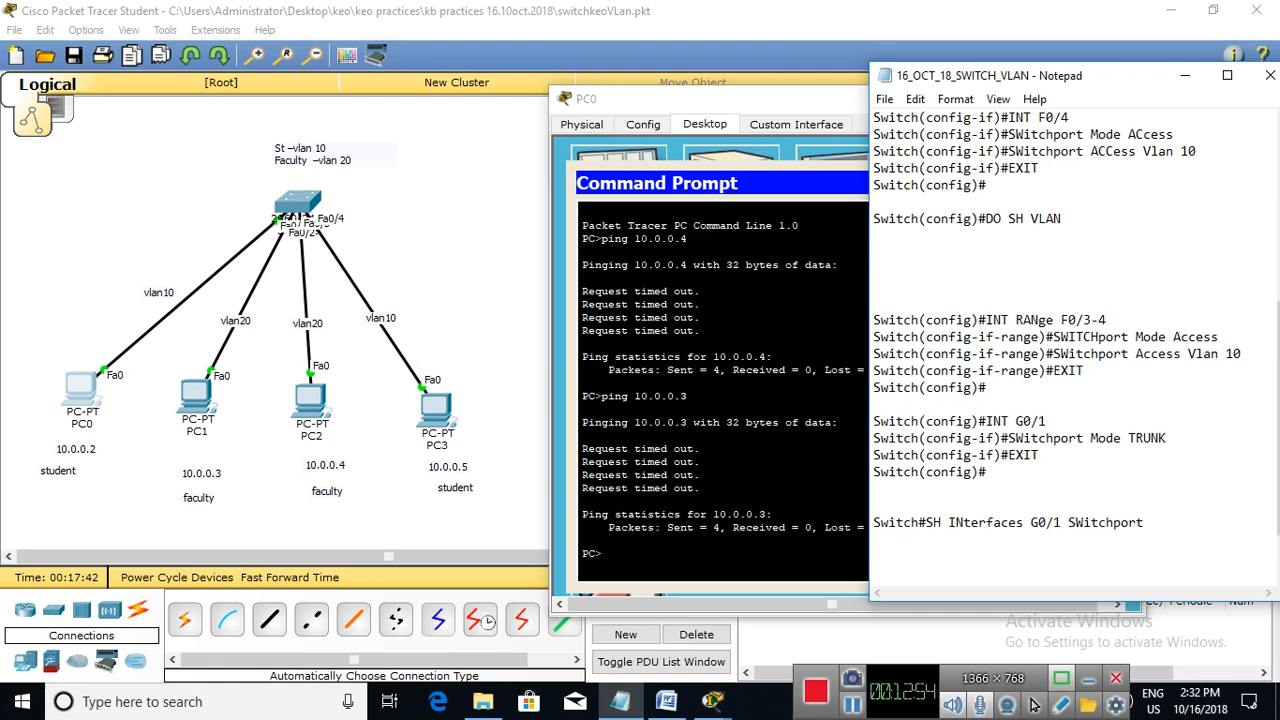 Cisco Packet Tracer Student - C:\Users\Administrator\Desktop\keo\keo practices\kb practices 16.10oct.2018\switchkeoVLan.pkt
File Edit Options View Tools Extensions Help
Logical
[Root]
New Cluster
Move Object
St –vlan 10
Faculty –vlan 20
Fa0/4
Fa0/2
vlan10
vlan20
vlan20
vlan10
Fa0
Fa0
Fa0
Fa0
PC-PT
PC0
PC-PT
PC1
PC-PT
PC2
PC-PT
PC3
10.0.0.2
student
10.0.0.3
faculty
10.0.0.4
faculty
10.0.0.5
student
PC0
Physical Config Desktop Custom Interface
Command Prompt
Packet Tracer PC Command Line 1.0
PC>ping 10.0.0.4
Pinging 10.0.0.4 with 32 bytes of data:
Request timed out.
Request timed out.
Request timed out.
Request timed out.
Ping statistics for 10.0.0.4:
Packets: Sent = 4, Received = 0, Lost =
PC>ping 10.0.0.3
Pinging 10.0.0.3 with 32 bytes of data:
Request timed out.
Request timed out.
Request timed out.
Request timed out.
Ping statistics for 10.0.0.3:
Packets: Sent = 4, Received = 0, Lost =
PC>
16_OCT_18_SWITCH_VLAN - Notepad
File Edit Format View Help
Switch(config-if)#INT F0/4
Switch(config-if)#SWitchport Mode ACcess
Switch(config-if)#SWitchport ACCess Vlan 10
Switch(config-if)#EXIT
Switch(config)#
Switch(config)#DO SH VLAN
Switch(config)#INT RANge F0/3-4
Switch(config-if-range)#SWITCHport Mode Access
Switch(config-if-range)#SWitchport Access Vlan 10
Switch(config-if-range)#EXIT
Switch(config)#
Switch(config)#INT G0/1
Switch(config-if)#SWitchport Mode TRUNK
Switch(config-if)#EXIT
Switch(config)#
Switch#SH INterfaces G0/1 SWitchport
Time: 00:17:42 Power Cycle Devices Fast Forward Time
Connections
Automatically Choose Connection Type
New Delete
Toggle PDU List Window
Periodic Num
Activate Windows
Go to Settings to activate Windows.
00:12:54
1366 × 768
Type here to search
ENG
US
2:32 PM
10/16/2018